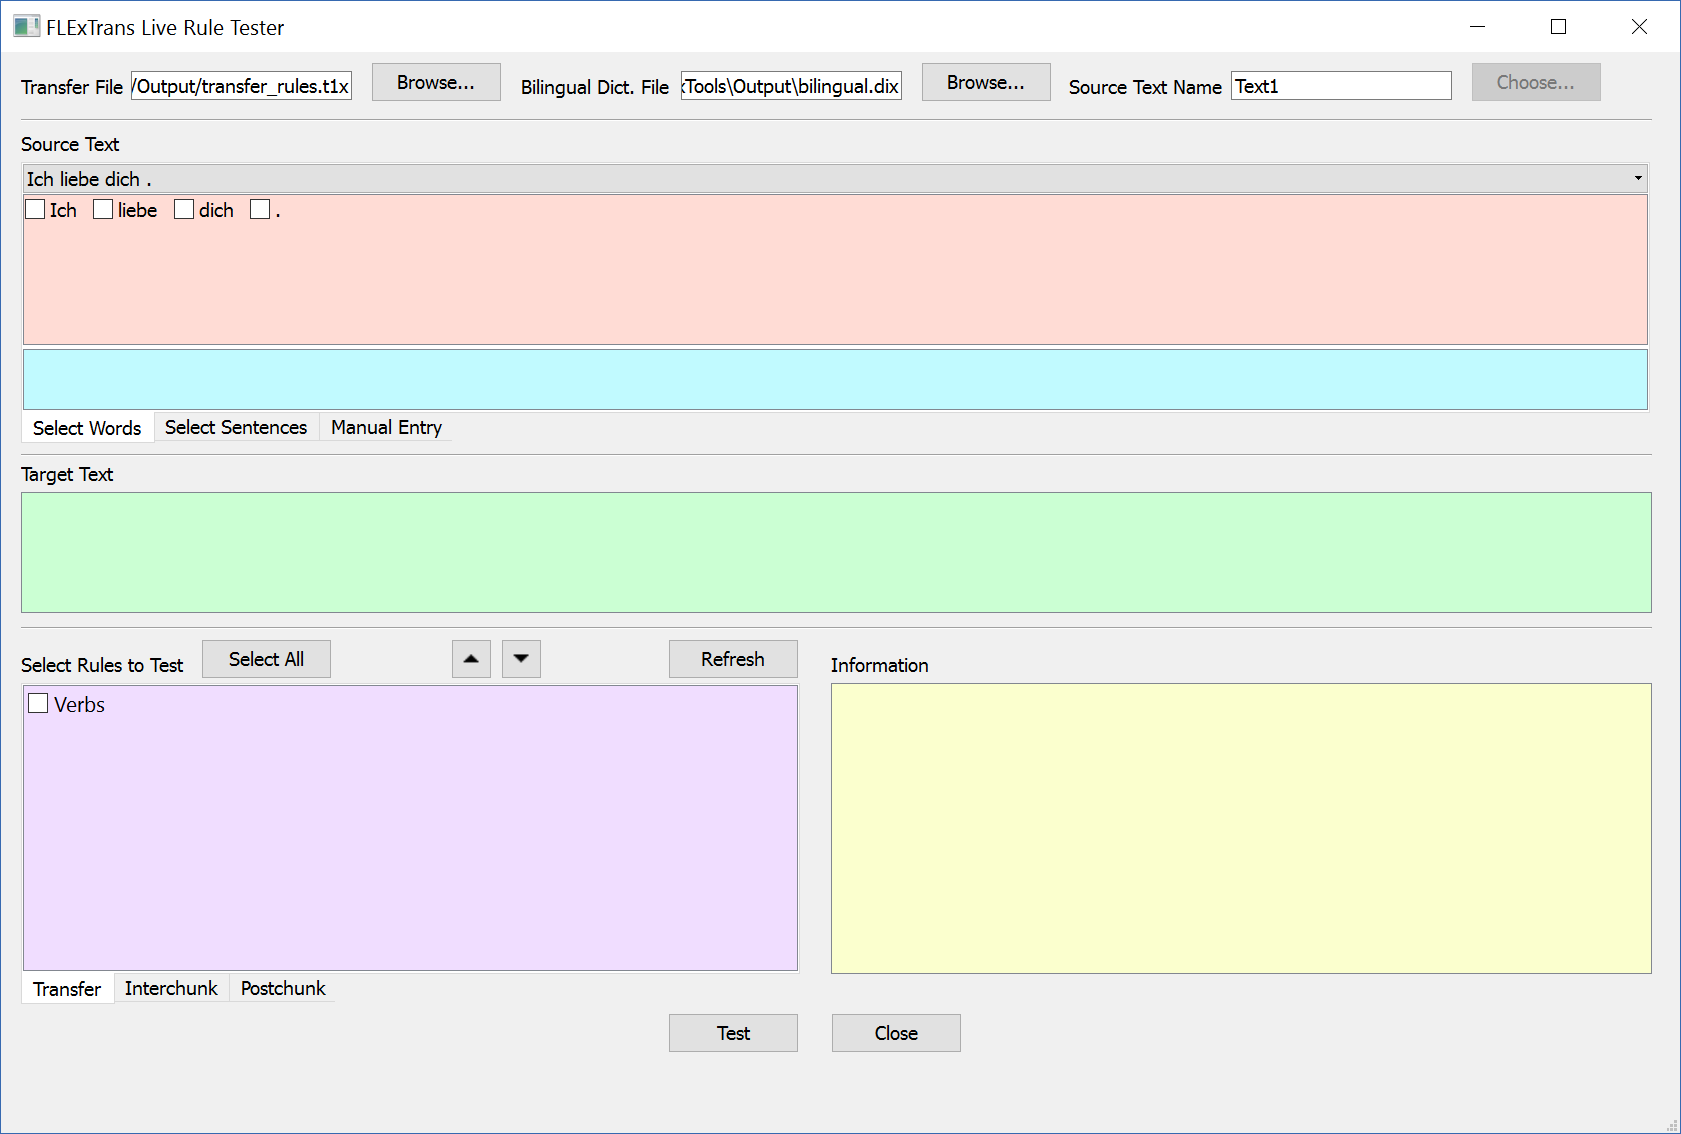 FLExTrans Live Rule Tester
Transfer File /Output/transfer_rules.t1x Browse... Bilingual Dict. File Tools\Output\bilingual.dix Browse... Source Text Name Text1 Choose...
Source Text
Ich liebe dich .
Ich liebe dich .
Select Words Select Sentences Manual Entry
Target Text
Select Rules to Test Select All Refresh Information
Verbs
Transfer Interchunk Postchunk
Test Close